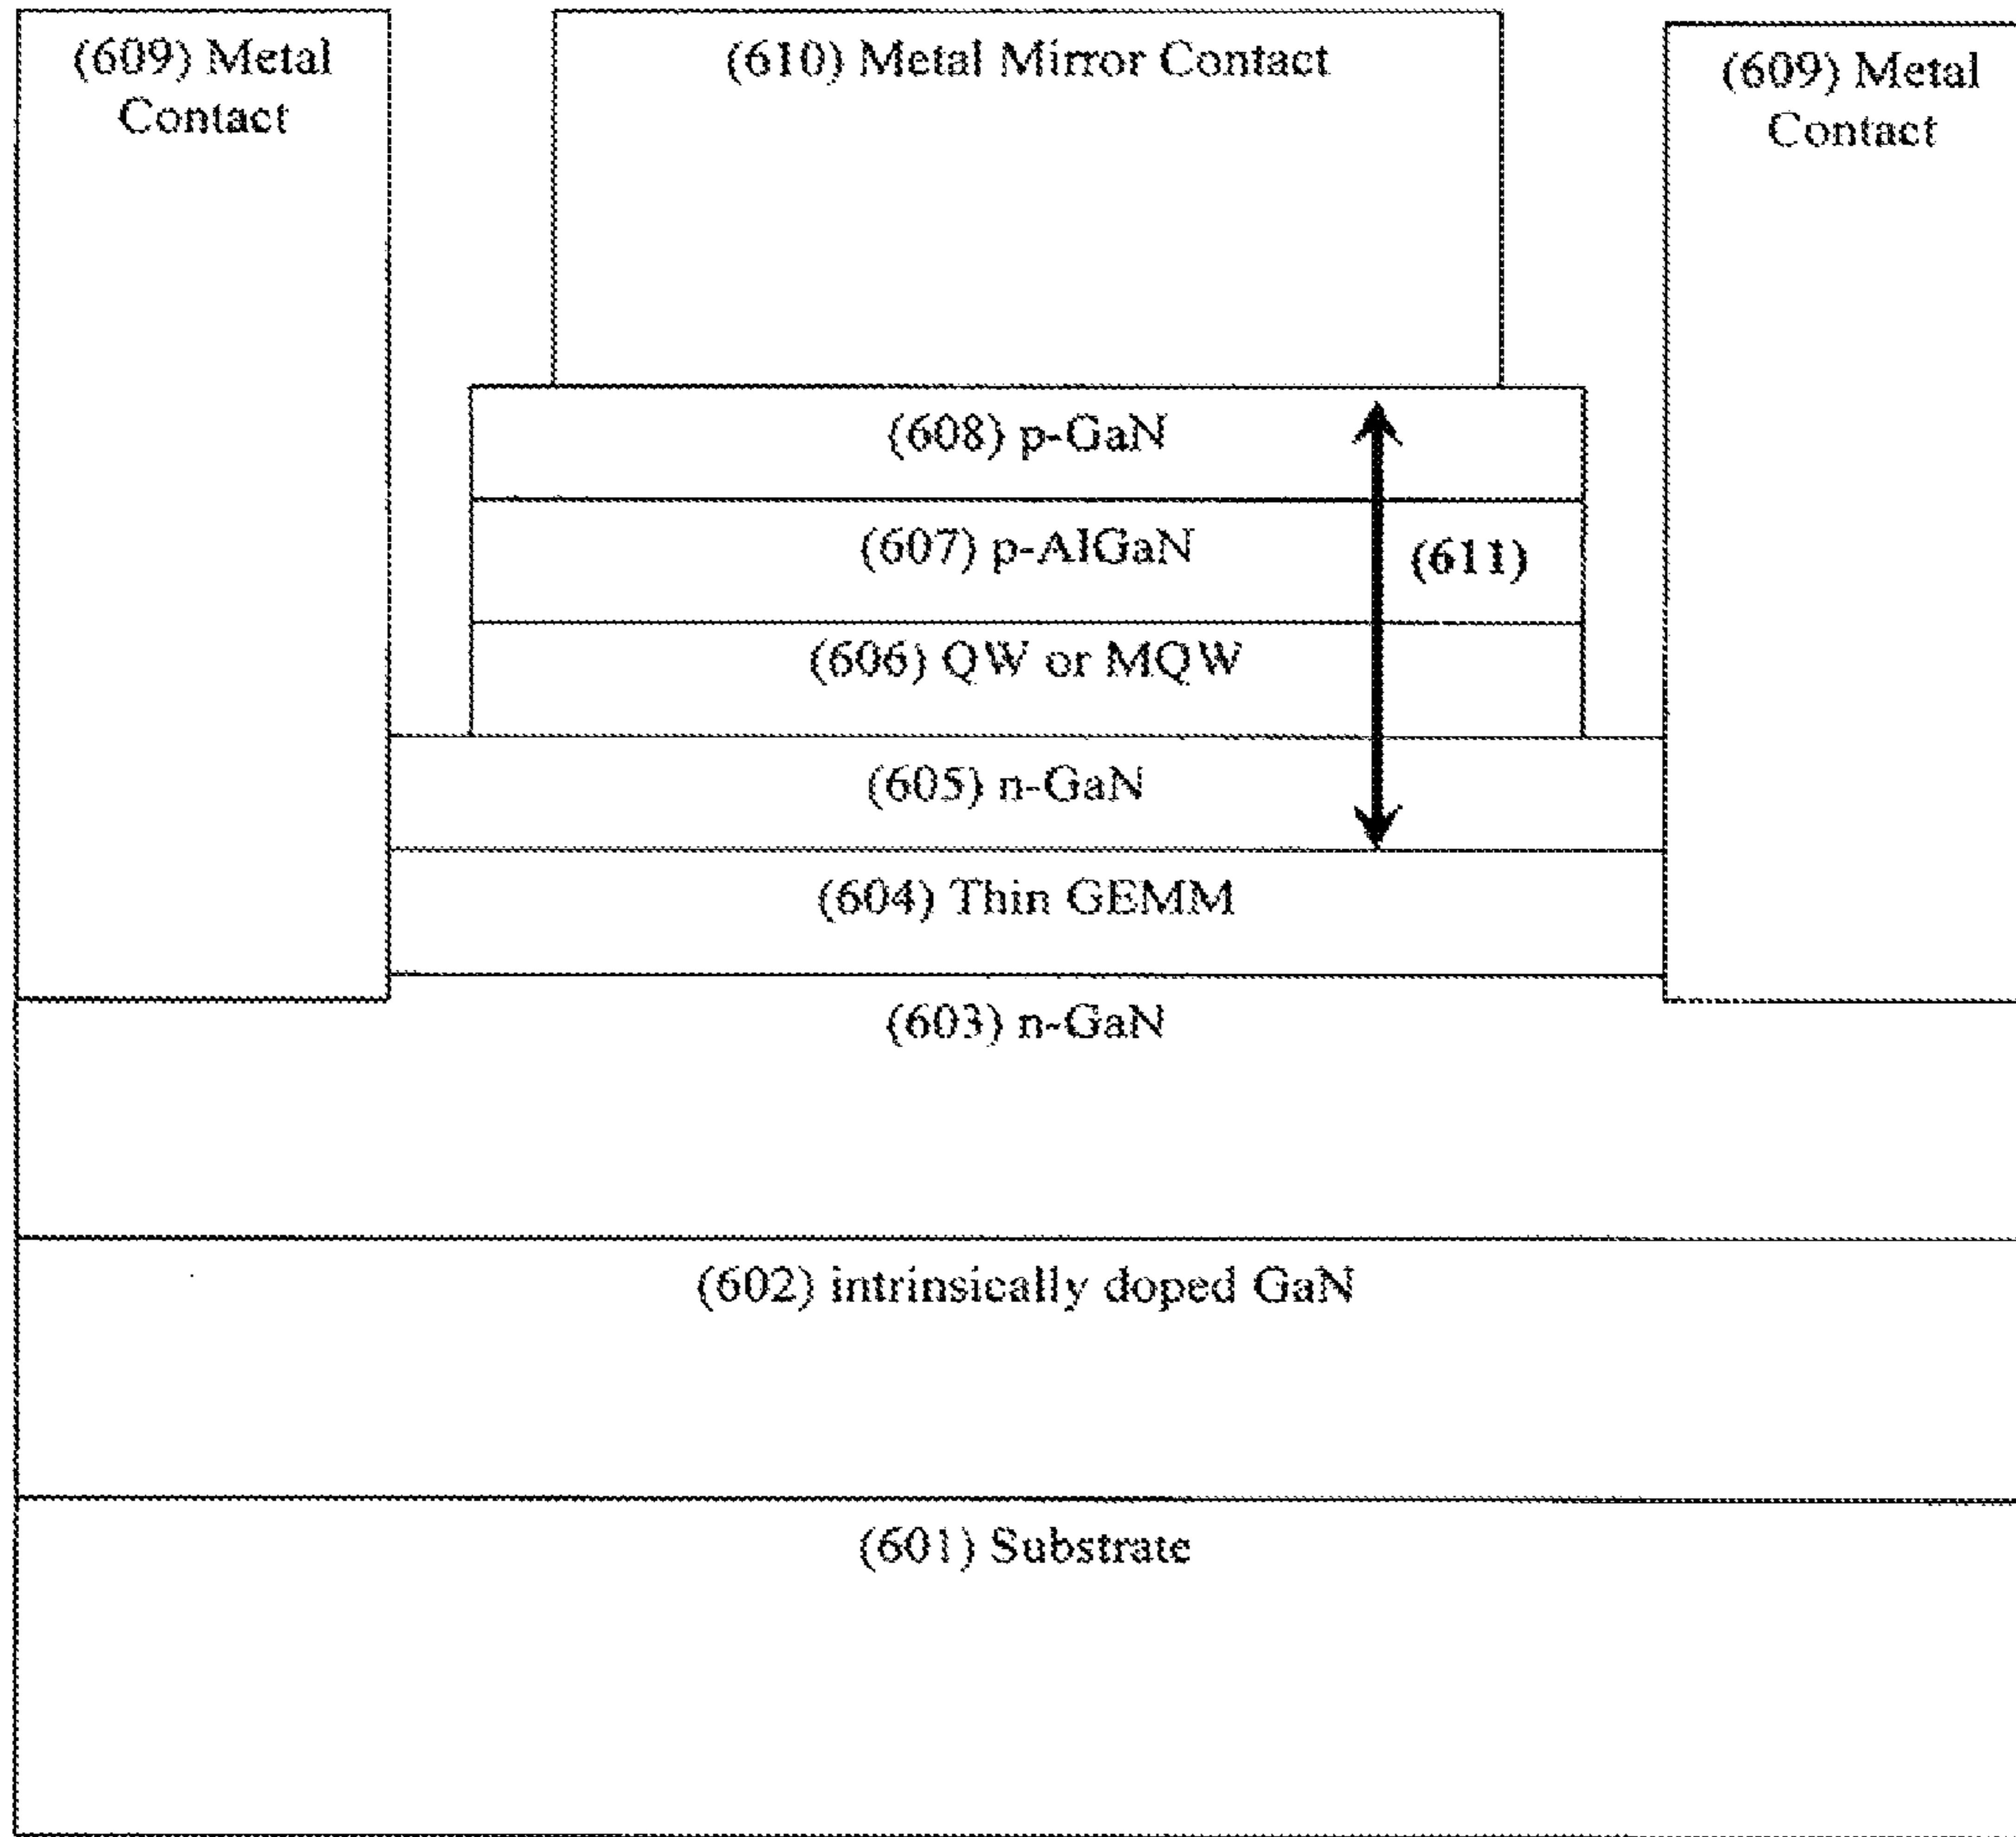 (609) Metal
Contact
(610) Metal Mirror Contact
(609) Metal
Contact
(608) p-GaN
(607) p-AlGaN
(611)
(606) QW or MQW
(605) n-GaN
(604) Thin GEMM
(603) n-GaN
(602) intrinsically doped GaN
(601) Substrate